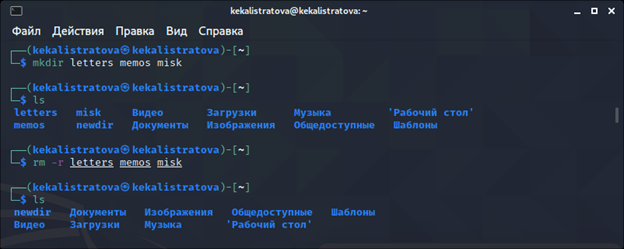 kekalistratova@kekalistratova: ~
Файл Действия Правка Вид Справка
┌──(kekalistratova㉿kekalistratova)-[~]
└─$ mkdir letters memos misk
┌──(kekalistratova㉿kekalistratova)-[~]
└─$ ls
letters misk Видео Загрузки Музыка 'Рабочий стол'
memos newdir Документы Изображения Общедоступные Шаблоны
┌──(kekalistratova㉿kekalistratova)-[~]
└─$ rm -r letters memos misk
┌──(kekalistratova㉿kekalistratova)-[~]
└─$ ls
newdir Документы Изображения Общедоступные Шаблоны
Видео Загрузки Музыка 'Рабочий стол'